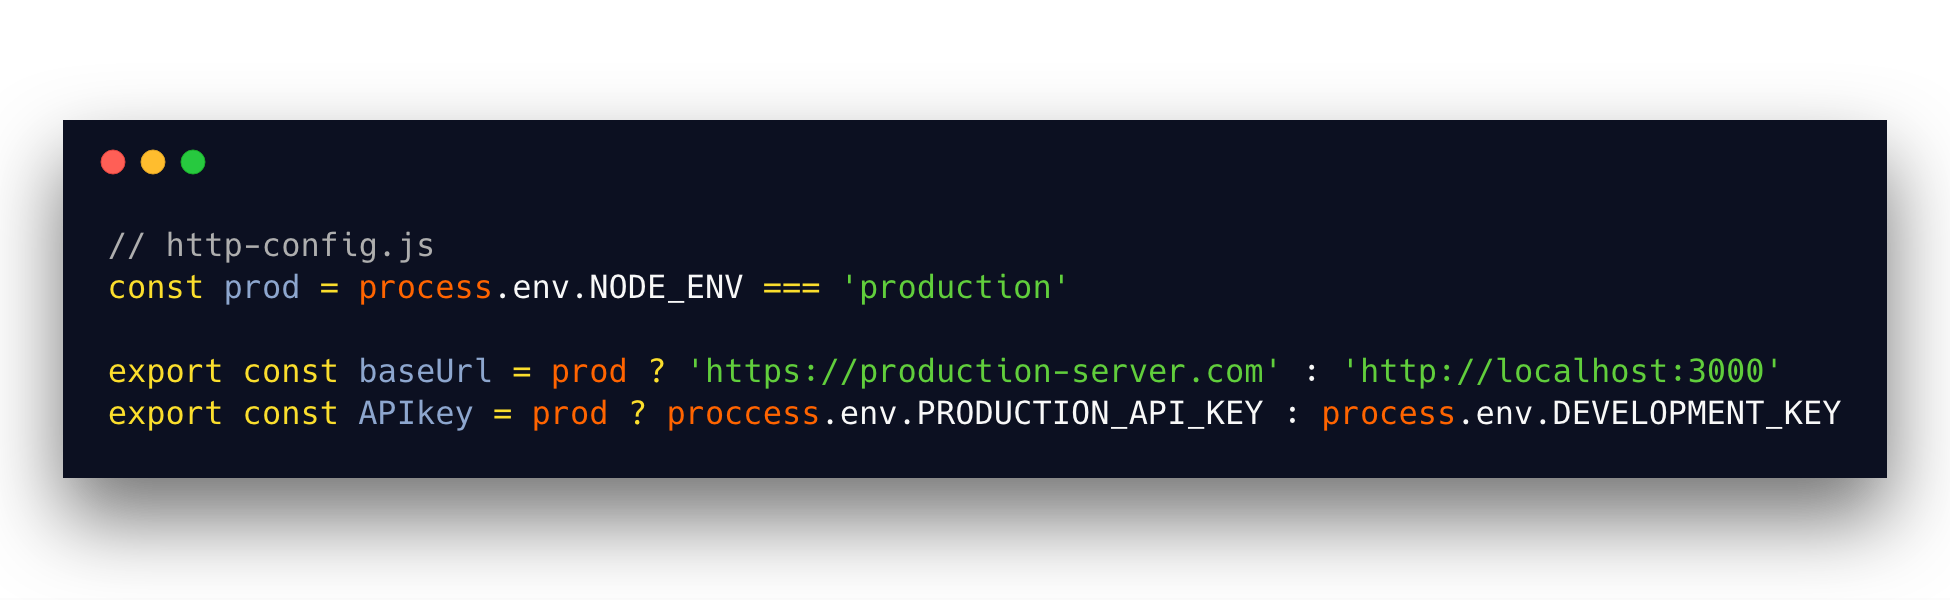 // http-config.js
const prod = process.env.NODE_ENV === 'production'
export const baseUrl = prod ? 'https://production-server.com' : 'http://localhost:3000'
export const APIkey = prod ? proccess.env.PRODUCTION_API_KEY : process.env.DEVELOPMENT_KEY